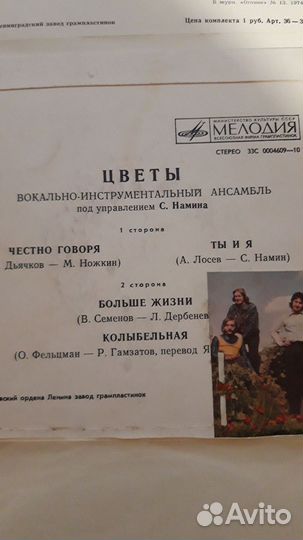 В журн. «Огонек» № 12, 1974
ленинградский завод грампластинок
Цена комплекта 1 руб. Арт. 36—3
МИНИСТЕРСТВО КУЛЬТУРЫ СССР
МЕЛОДИЯ
ВСЕСОЮЗНАЯ ФИРМА ГРАМПЛАСТИНОК
СТЕРЕО 33С 0004609—10
ЦВЕТЫ
ВОКАЛЬНО-ИНСТРУМЕНТАЛЬНЫЙ АНСАМБЛЬ
под управлением С. Намина
1 сторона
ЧЕСТНО ГОВОРЯ
Дьячков — М. Ножкин)
ТЫ И Я
(А. Лосев — С. Намин)
2 сторона
БОЛЬШЕ ЖИЗНИ
(В. Семенов — Л. Дербенев
КОЛЫБЕЛЬНАЯ
(О. Фельцман — Р. Гамзатов, перевод Я
вский ордена Ленина завод грампластинок
Avito